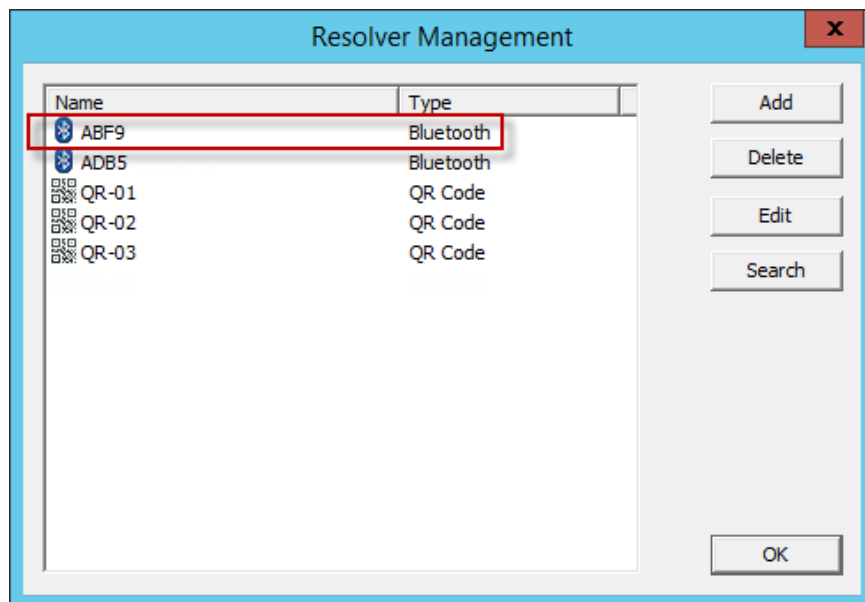 Resolver Management
x
Name Type
ABF9 Bluetooth
ADB5 Bluetooth
QR-01 QR Code
QR-02 QR Code
QR-03 QR Code
Add
Delete
Edit
Search
OK